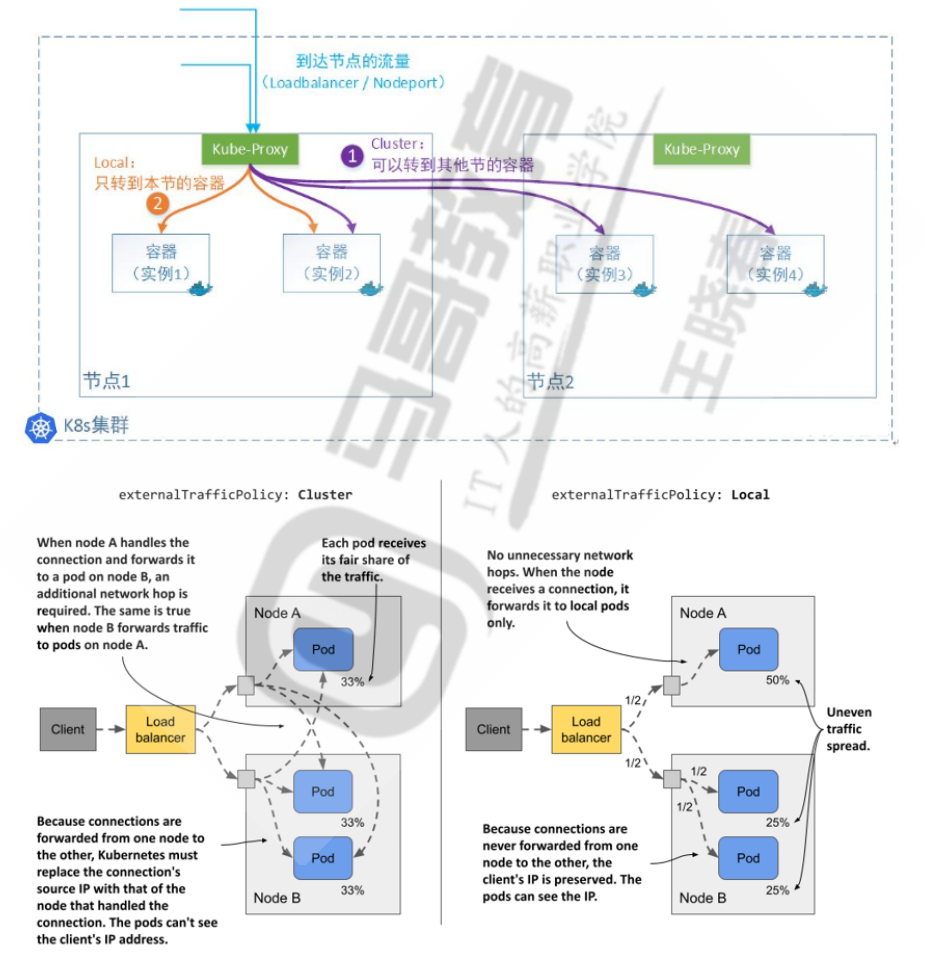 到达节点的流量
（Loadbalancer / Nodeport）
Kube-Proxy
Kube-Proxy
Local：
只转到本节的容器
2
1
Cluster：
可以转到其他节的容器
容器
（实例1）
容器
（实例2）
容器
（实例3）
容器
（实例4）
节点1
节点2
K8s集群
马哥教育
IT人的高薪职业学院
王晓春
externalTrafficPolicy: Cluster
When node A handles the
connection and forwards it
to a pod on node B, an
additional network hop is
required. The same is true
when node B forwards traffic
to pods on node A.
Each pod receives
its fair share of
the traffic.
Node A
Pod
33%
Client
Load
balancer
Pod
33%
Pod
33%
Node B
Because connections are
forwarded from one node to
the other, Kubernetes must
replace the connection's
source IP with that of the
node that handled the
connection. The pods can't see
the client's IP address.
externalTrafficPolicy: Local
No unnecessary network
hops. When the node
receives a connection, it
forwards it to local pods
only.
Node A
Pod
50%
1/2
Client
Load
balancer
1/2
Uneven
traffic
spread.
1/2
Pod
1/2
25%
Pod
25%
Node B
Because connections are
never forwarded from one
node to the other, the
client's IP is preserved. The
pods can see the IP.